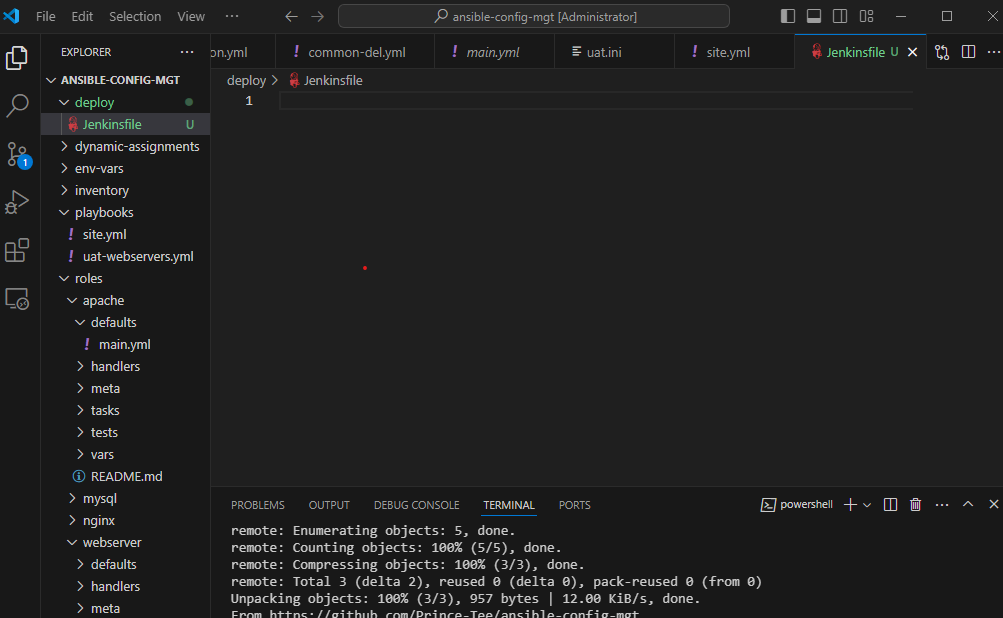 File Edit Selection View ··· ansible-config-mgt [Administrator]
EXPLORER ···
on.yml ! common-del.yml ! main.yml uat.ini ! site.yml Jenkinsfile U ···
ANSIBLE-CONFIG-MGT
deploy > Jenkinsfile
1
deploy
Jenkinsfile U
dynamic-assignments
1
env-vars
inventory
playbooks
! site.yml
! uat-webservers.yml
roles
apache
defaults
! main.yml
handlers
meta
tasks
tests
vars
README.md
mysql
nginx
webserver
defaults
handlers
meta
PROBLEMS OUTPUT DEBUG CONSOLE TERMINAL PORTS powershell ···
remote: Enumerating objects: 5, done.
remote: Counting objects: 100% (5/5), done.
remote: Compressing objects: 100% (3/3), done.
remote: Total 3 (delta 2), reused 0 (delta 0), pack-reused 0 (from 0)
Unpacking objects: 100% (3/3), 957 bytes | 12.00 KiB/s, done.
From https://github.com/Prince-Tee/ansible-config-mgt